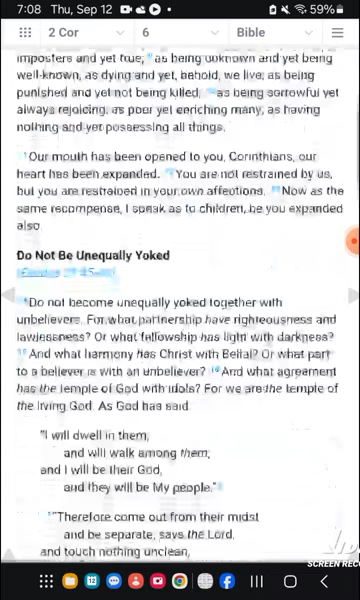 7:08 Thu, Sep 12
59%
2 Cor 6 Bible
imposters and yet true; as being unknown and yet being
well-known, as dying and yet, behold, we live; as being
punished and yet not being killed, as being sorrowful yet
always rejoicing, as poor yet enriching many, as having
nothing and yet possessing all things.
Our mouth has been opened to you, Corinthians, our
heart has been expanded. You are not restrained by us,
but you are restrained in your own affections. Now as the
same recompense, I speak as to children, be you expanded
also
Do Not Be Unequally Yoked
Do not become unequally yoked together with
unbelievers. For what partnership have righteousness and
lawlessness? Or what fellowship has light with darkness?
And what harmony has Christ with Belial? Or what part
to a believer is with an unbeliever? And what agreement
has the temple of God with idols? For we are the temple of
the living God. As God has said
"I will dwell in them,
and will walk among them;
and I will be their God,
and they will be My people."
"Therefore come out from their midst
and be separate, says the Lord.
and touch nothing unclean,
SCREEN REC